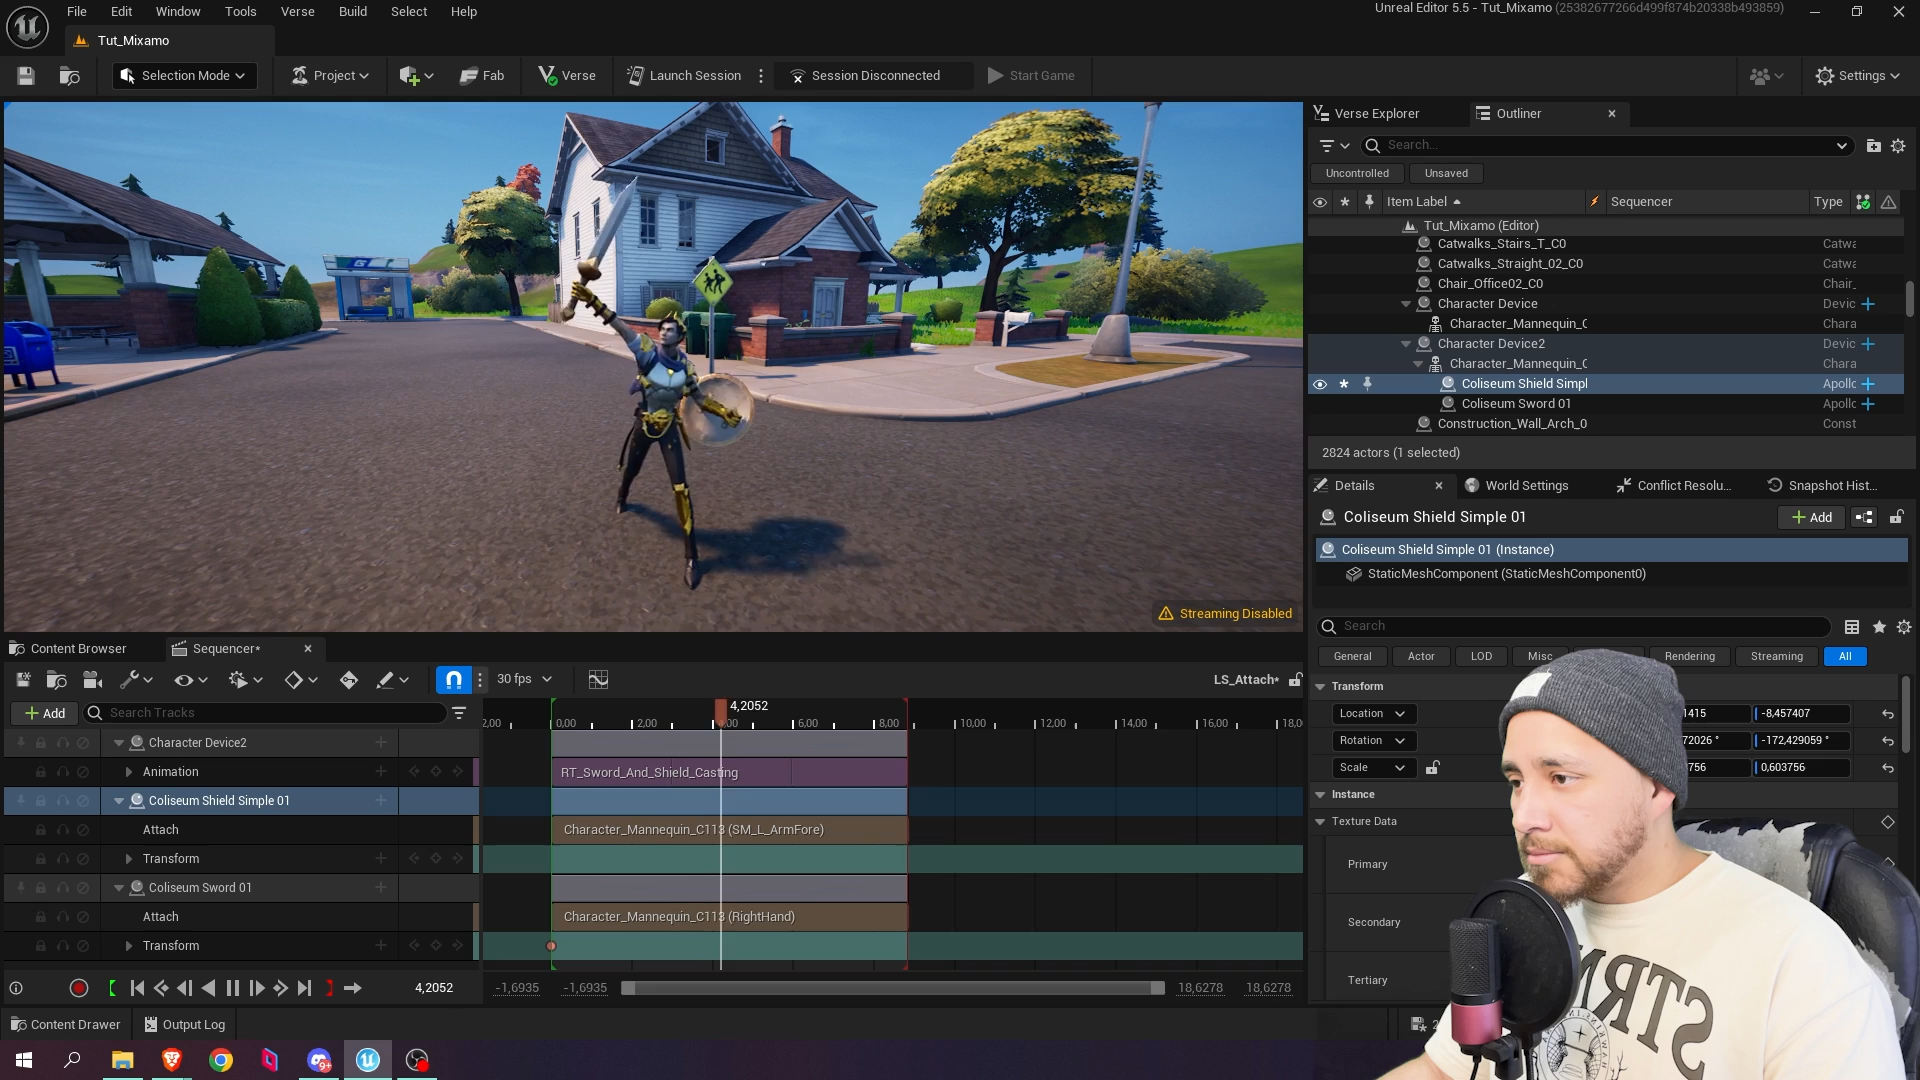 File Edit Window Tools Verse Build Select Help
Unreal Editor 5.5 - Tut_Mixamo (25382677266d499f874b20338b493859)
Tut_Mixamo
Selection Mode
Project
Fab
Verse
Launch Session
Session Disconnected
Start Game
Settings
Streaming Disabled
Verse Explorer
Outliner
Search...
Uncontrolled
Unsaved
Item Label
Sequencer
Type
Tut_Mixamo (Editor)
Catwalks_Stairs_T_C0 Catwa
Catwalks_Straight_02_C0 Catwa
Chair_Office02_C0 Chair_
Character Device Devic
Character_Mannequin_C Chara
Character Device2 Devic
Character_Mannequin_C Chara
Coliseum Shield Simpl Apollc
Coliseum Sword 01 Apollc
Construction_Wall_Arch_0 Const
2824 actors (1 selected)
Details
World Settings
Conflict Resolu...
Snapshot Hist...
Coliseum Shield Simple 01
Add
Coliseum Shield Simple 01 (Instance)
StaticMeshComponent (StaticMeshComponent0)
Search
General Actor LOD Misc Rendering Streaming All
Transform
Location 1415 -8,457407
Rotation 72026 ° -172,429059 °
Scale 756 0,603756
Instance
Texture Data
Primary
Secondary
Tertiary
Content Browser
Sequencer*
30 fps
LS_Attach*
Add
Search Tracks
4,2052
2,00 0,00 2,00 6,00 8,00 10,00 12,00 14,00 16,00 18,0
Character Device2
Animation
RT_Sword_And_Shield_Casting
Coliseum Shield Simple 01
Attach
Character_Mannequin_C113 (SM_L_ArmFore)
Transform
Coliseum Sword 01
Attach
Character_Mannequin_C113 (RightHand)
Transform
4,2052
-1,6935 -1,6935 18,6278 18,6278
Content Drawer
Output Log
2
9+